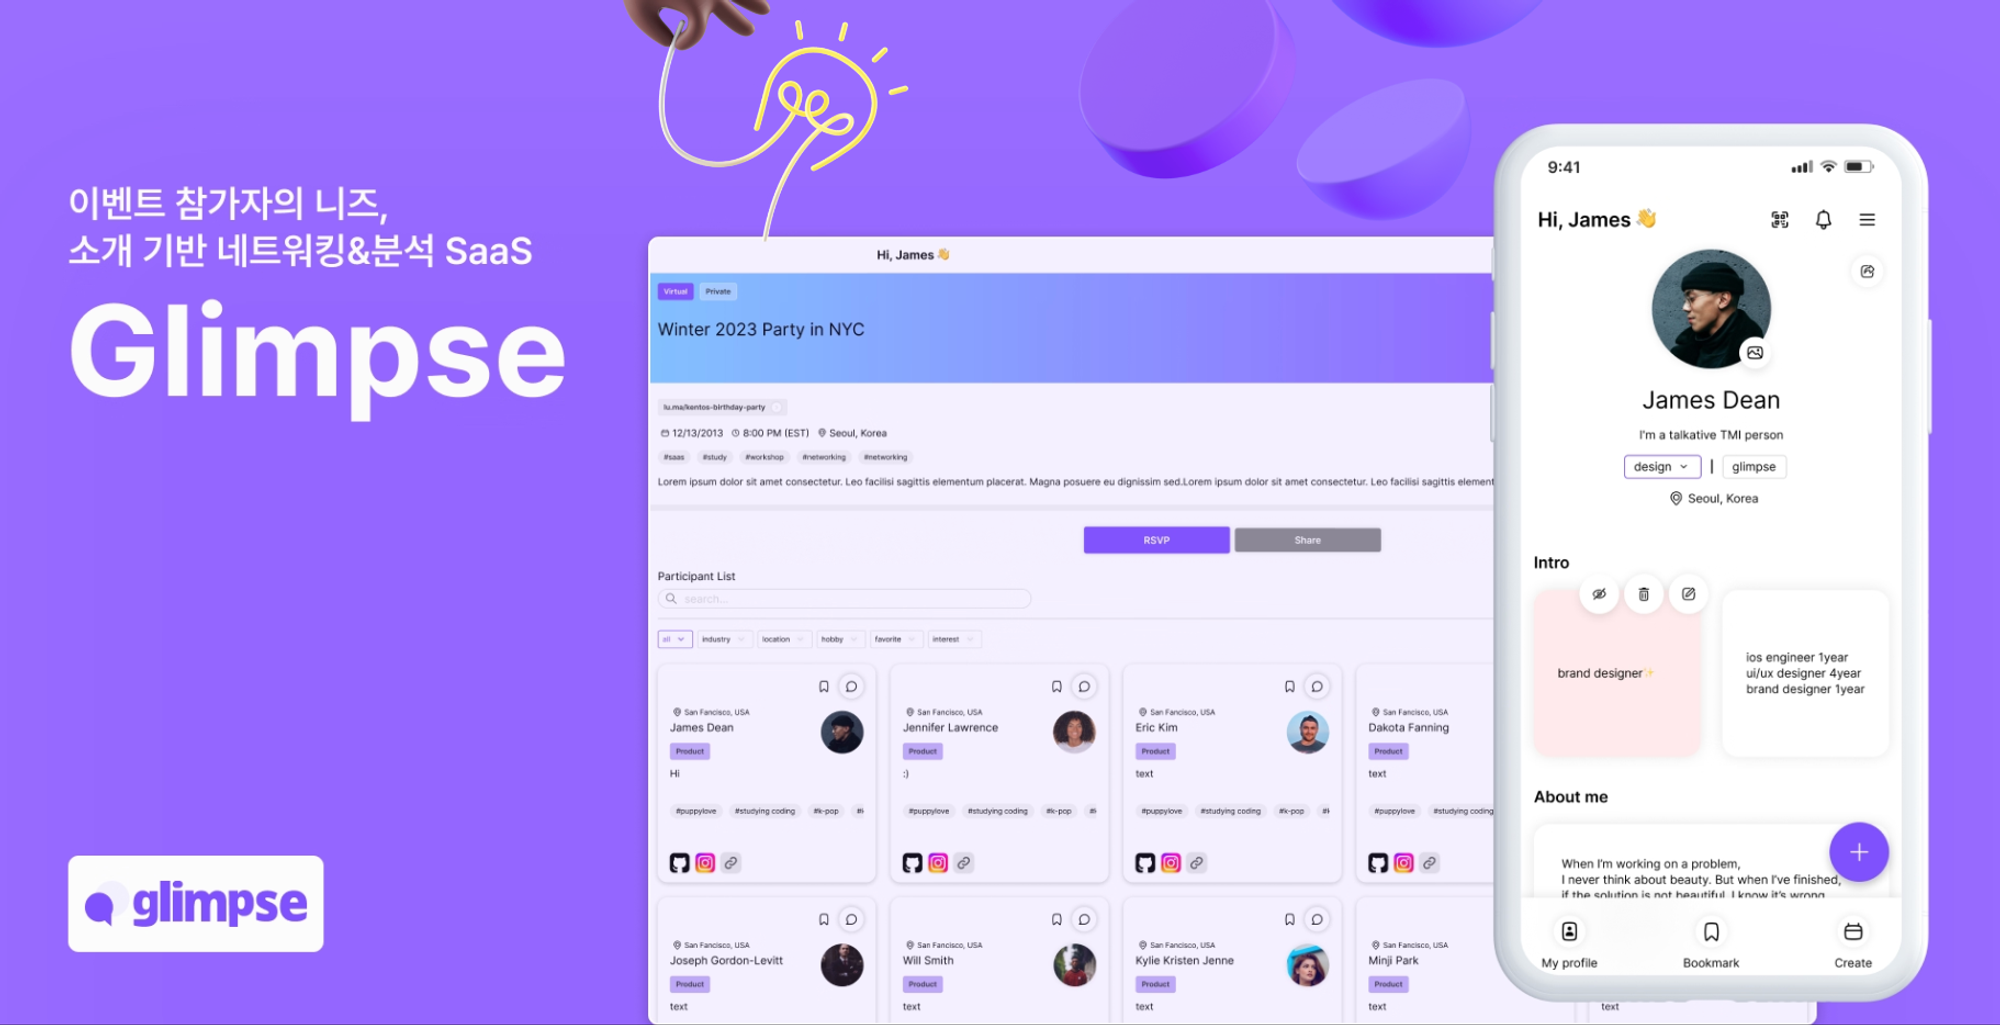 이벤트 참가자의 니즈,
소개 기반 네트워킹&분석 SaaS
Glimpse
glimpse
Hi, James 👋
Virtual Private
Winter 2023 Party in NYC
lu.ma/kentos-birthday-party
12/13/2013 8:00 PM (EST) Seoul, Korea
#saas #study #workshop #networking #networking
Lorem ipsum dolor sit amet consectetur. Leo facilisi sagittis elementum placerat. Magna posuere eu dignissim sed.Lorem ipsum dolor sit amet consectetur. Leo facilisi sagittis element
RSVP Share
Participant List
search...
all industry location hobby favorite interest
San Fancisco, USA
James Dean
Product
Hi
#puppylove #studying coding #k-pop
San Fancisco, USA
Jennifer Lawrence
Product
:)
#puppylove #studying coding #k-pop
San Fancisco, USA
Eric Kim
Product
text
#puppylove #studying coding #k-pop
San Fancisco, USA
Dakota Fanning
Product
text
#puppylove #studying coding
San Fancisco, USA
Joseph Gordon-Levitt
Product
text
San Fancisco, USA
Will Smith
Product
text
San Fancisco, USA
Kylie Kristen Jenne
Product
text
San Fancisco, USA
Minji Park
Product
text
text
9:41
Hi, James 👋
James Dean
I'm a talkative TMI person
design | glimpse
Seoul, Korea
Intro
brand designer✨
ios engineer 1year
ui/ux designer 4year
brand designer 1year
About me
When I'm working on a problem,
I never think about beauty. But when I've finished,
if the solution is not beautiful, I know it's wrong
My profile Bookmark Create